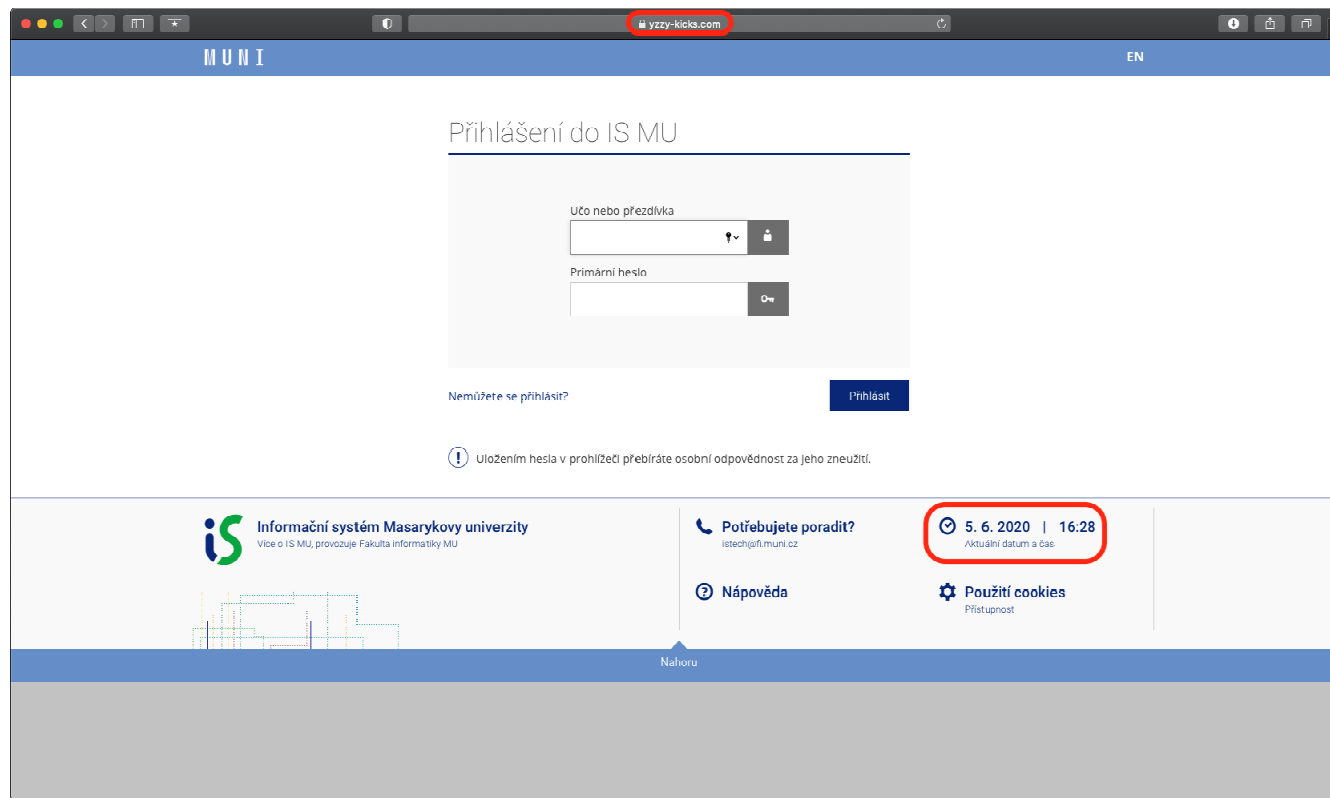 yzzy-kicks.com
MUNI
EN
Přihlášení do IS MU
Učo nebo přezdívka
Primární heslo
Nemůžete se přihlásit?
Přihlásit
Uložením hesla v prohlížeči přebíráte osobní odpovědnost za jeho zneužití.
iS
Informační systém Masarykovy univerzity
Více o IS MU, provozuje Fakulta informatiky MU
Potřebujete poradit?
istech@fi.muni.cz
5. 6. 2020 | 16:28
Aktuální datum a čas
Nápověda
Použití cookies
Přístupnost
Nahoru